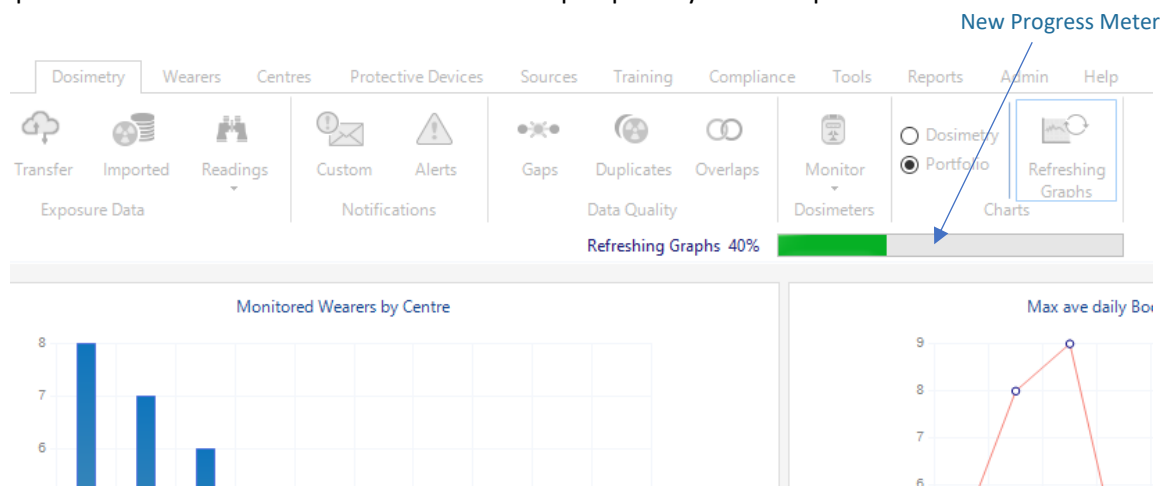 New Progress Meter
Dosimetry Wearers Centres Protective Devices Sources Training Compliance Tools Reports Admin Help
Transfer Imported Readings Custom Alerts Gaps Duplicates Overlaps Monitor Dosimetry Portfolio Refreshing Graphs
Exposure Data Notifications Data Quality Dosimeters Charts
Refreshing Graphs 40%
Monitored Wearers by Centre Max ave daily
8 9
7 8
6 7
6